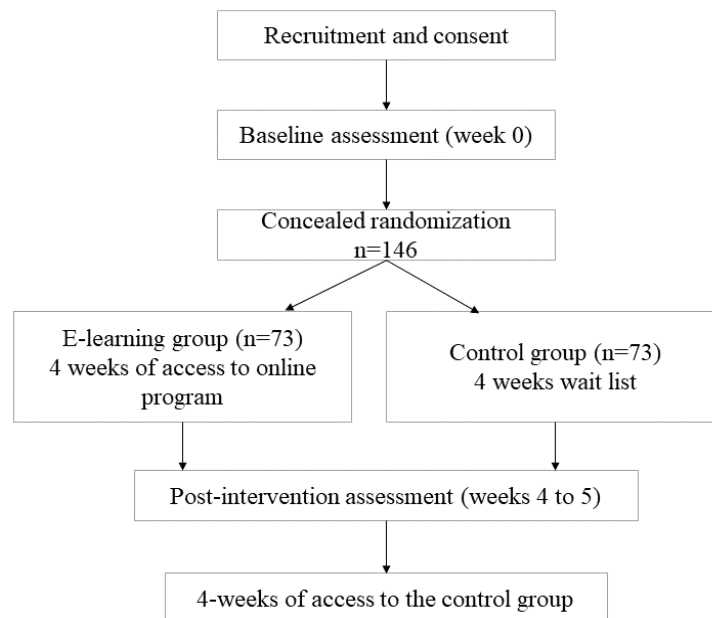 Recruitment and consent
Baseline assessment (week 0)
Concealed randomization
n=146
E-learning group (n=73)
4 weeks of access to online
program
Control group (n=73)
4 weeks wait list
Post-intervention assessment (weeks 4 to 5)
4-weeks of access to the control group